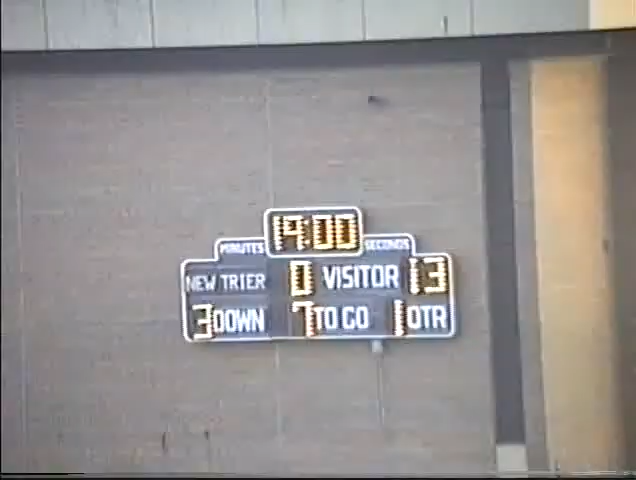 14:00
MINUTES SECONDS
NEW TRIER 0 VISITOR 13
3 DOWN 7 TO GO 1 QTR